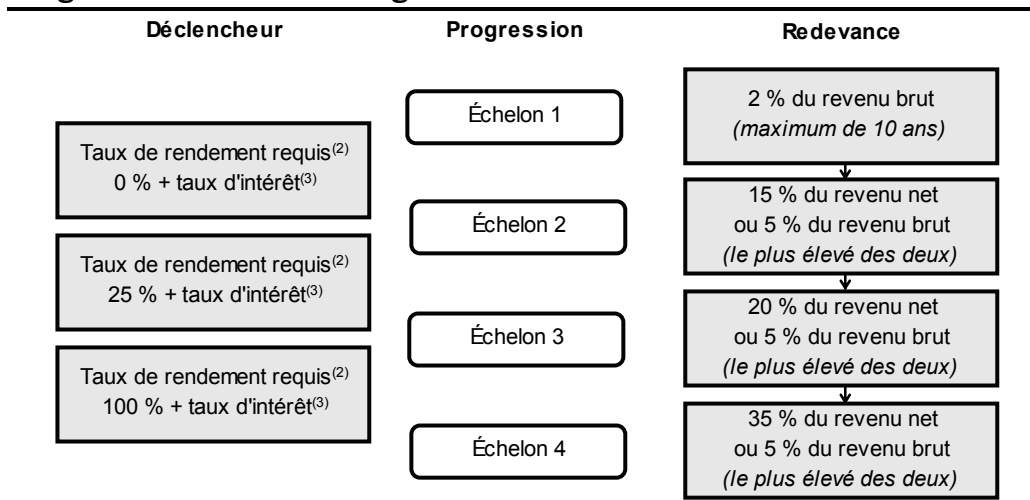 Déclencheur
Progression
Redevance
Échelon 1
2 % du revenu brut
(maximum de 10 ans)
Taux de rendement requis(2)
0 % + taux d'intérêt(3)
Échelon 2
15 % du revenu net
ou 5 % du revenu brut
(le plus élevé des deux)
Taux de rendement requis(2)
25 % + taux d'intérêt(3)
Échelon 3
20 % du revenu net
ou 5 % du revenu brut
(le plus élevé des deux)
Taux de rendement requis(2)
100 % + taux d'intérêt(3)
Échelon 4
35 % du revenu net
ou 5 % du revenu brut
(le plus élevé des deux)